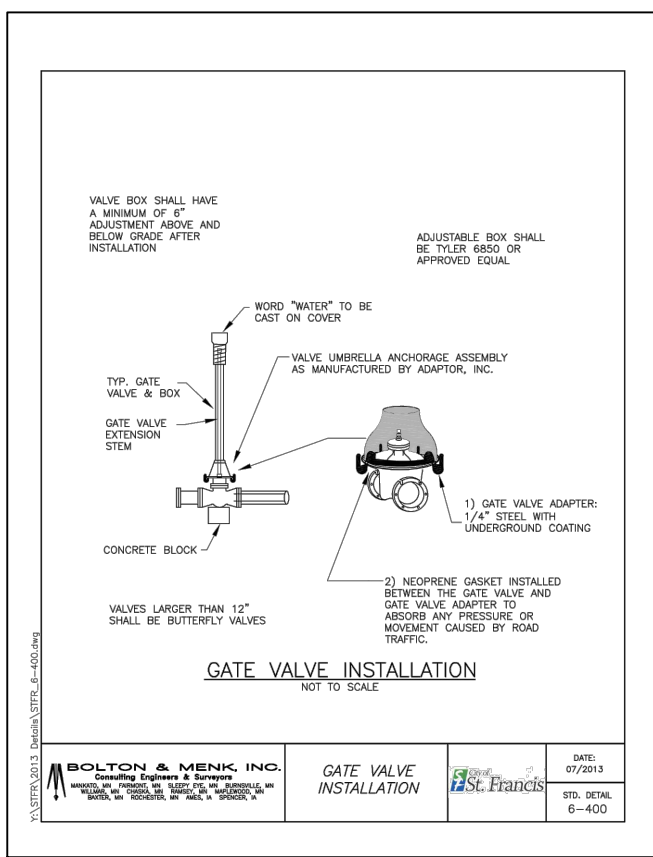 VALVE BOX SHALL HAVE
A MINIMUM OF 6"
ADJUSTMENT ABOVE AND
BELOW GRADE AFTER
INSTALLATION
ADJUSTABLE BOX SHALL
BE TYLER 6850 OR
APPROVED EQUAL
WORD "WATER" TO BE
CAST ON COVER
VALVE UMBRELLA ANCHORAGE ASSEMBLY
AS MANUFACTURED BY ADAPTOR, INC.
TYP. GATE
VALVE & BOX
GATE VALVE
EXTENSION
STEM
1) GATE VALVE ADAPTER:
1/4" STEEL WITH
UNDERGROUND COATING
CONCRETE BLOCK
2) NEOPRENE GASKET INSTALLED
BETWEEN THE GATE VALVE AND
GATE VALVE ADAPTER TO
ABSORB ANY PRESSURE OR
MOVEMENT CAUSED BY ROAD
TRAFFIC.
VALVES LARGER THAN 12"
SHALL BE BUTTERFLY VALVES
GATE VALVE INSTALLATION
NOT TO SCALE
Y:\STFR\2013 Details\STFR_6-400.dwg
BOLTON & MENK, INC.
Consulting Engineers & Surveyors
MANKATO, MN FAIRMONT, MN SLEEPY EYE, MN BURNSVILLE, MN
WILLMAR, MN CHASKA, MN RAMSEY, MN MAPLEWOOD, MN
BAXTER, MN ROCHESTER, MN AMES, IA SPENCER, IA
GATE VALVE
INSTALLATION
City of
St. Francis
DATE:
07/2013
STD. DETAIL
6-400